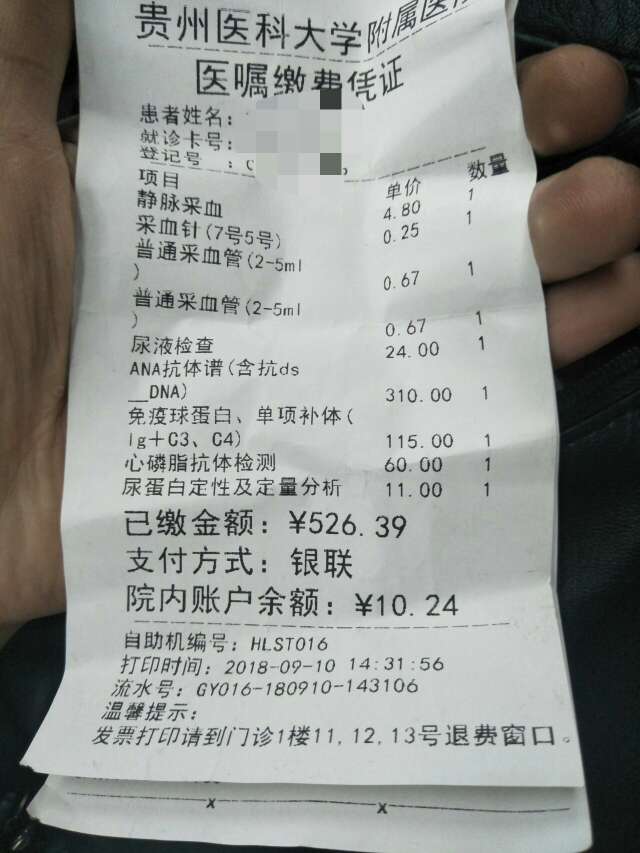 贵州医科大学附属医
医嘱缴费凭证
患者姓名：
就诊卡号：
登记号 ：
项目 单价 数量
静脉采血 4.80 1
采血针(7号5号) 0.25 1
普通采血管(2-5ml
) 0.67 1
普通采血管(2-5ml
) 0.67 1
尿液检查 24.00 1
ANA抗体谱(含抗ds
__DNA) 310.00 1
免疫球蛋白、单项补体(
Ig+C3、C4) 115.00 1
心磷脂抗体检测 60.00 1
尿蛋白定性及定量分析 11.00 1
已缴金额：¥526.39
支付方式：银联
院内账户余额：¥10.24
自助机编号：HLST016
打印时间：2018-09-10 14:31:56
流水号：GY016-180910-143106
温馨提示：
发票打印请到门诊1楼11,12,13号退费窗口。
x x